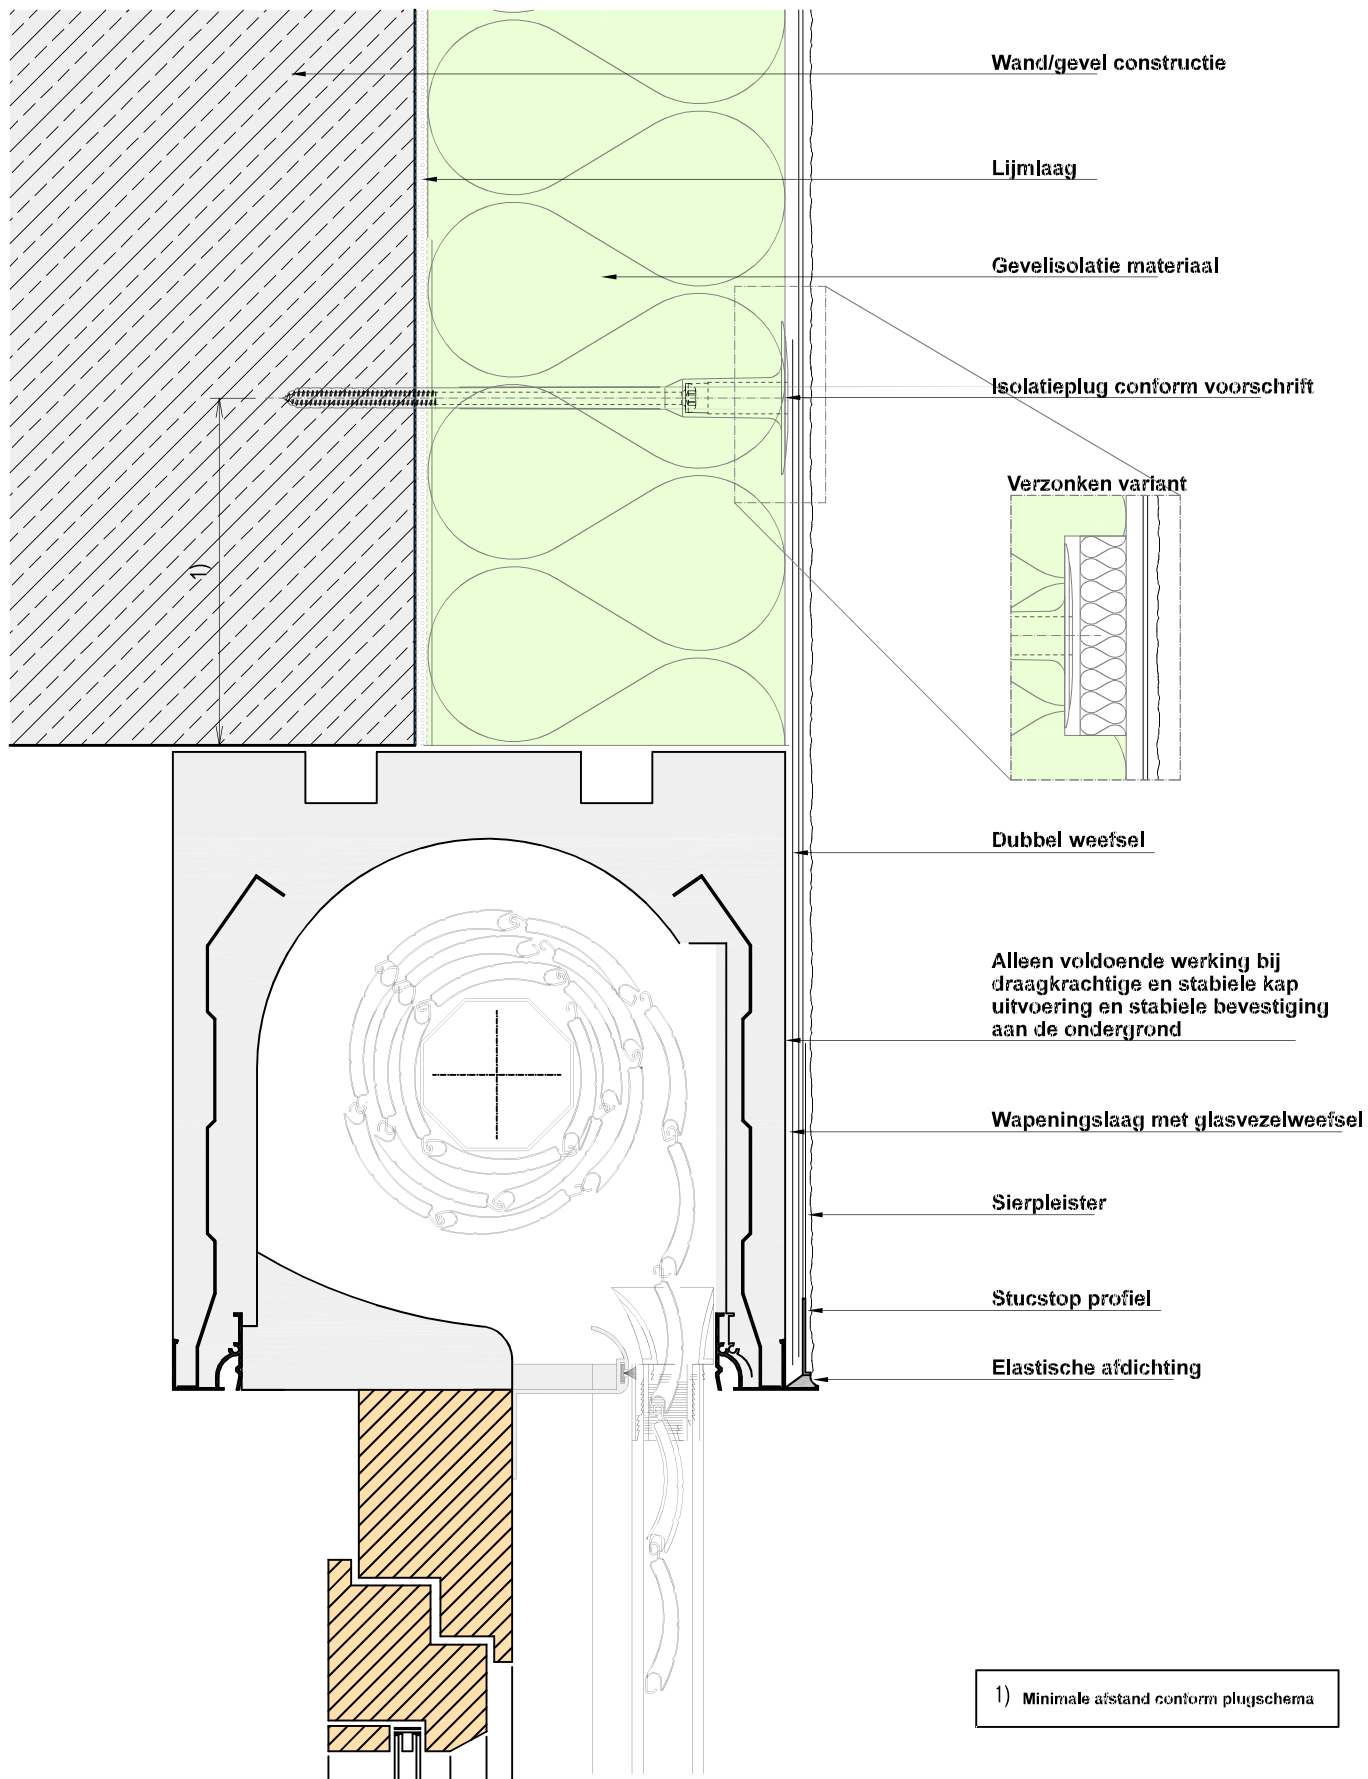 Wand/gevel constructie
Lijmlaag
Gevelisolatie materiaal
Isolatieplug conform voorschrift
Verzonken variant
1)
Dubbel weefsel
Alleen voldoende werking bij
draagkrachtige en stabiele kap
uitvoering en stabiele bevestiging
aan de ondergrond
Wapeningslaag met glasvezelweefsel
Sierpleister
Stucstop profiel
Elastische afdichting
1) Minimale afstand conform plugschema